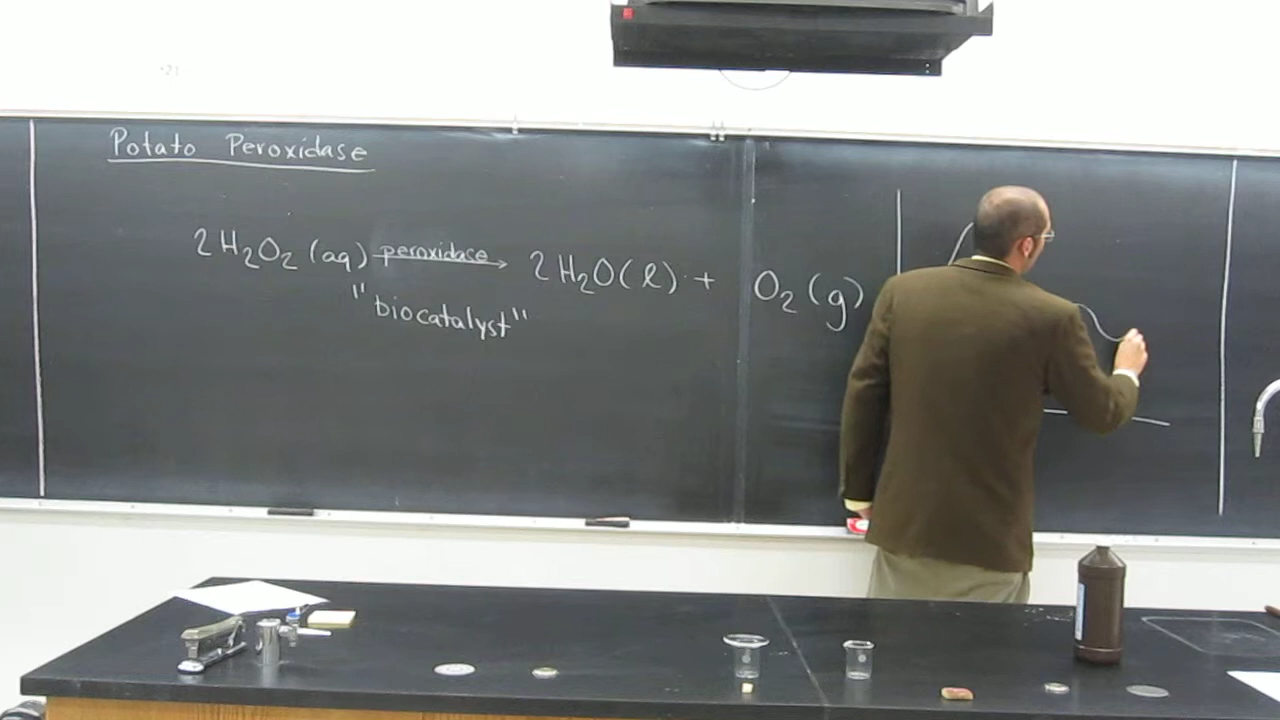 Potato Peroxidase
2H₂O₂ (aq) peroxidase → 2H₂O(l) + O₂(g)
"biocatalyst"